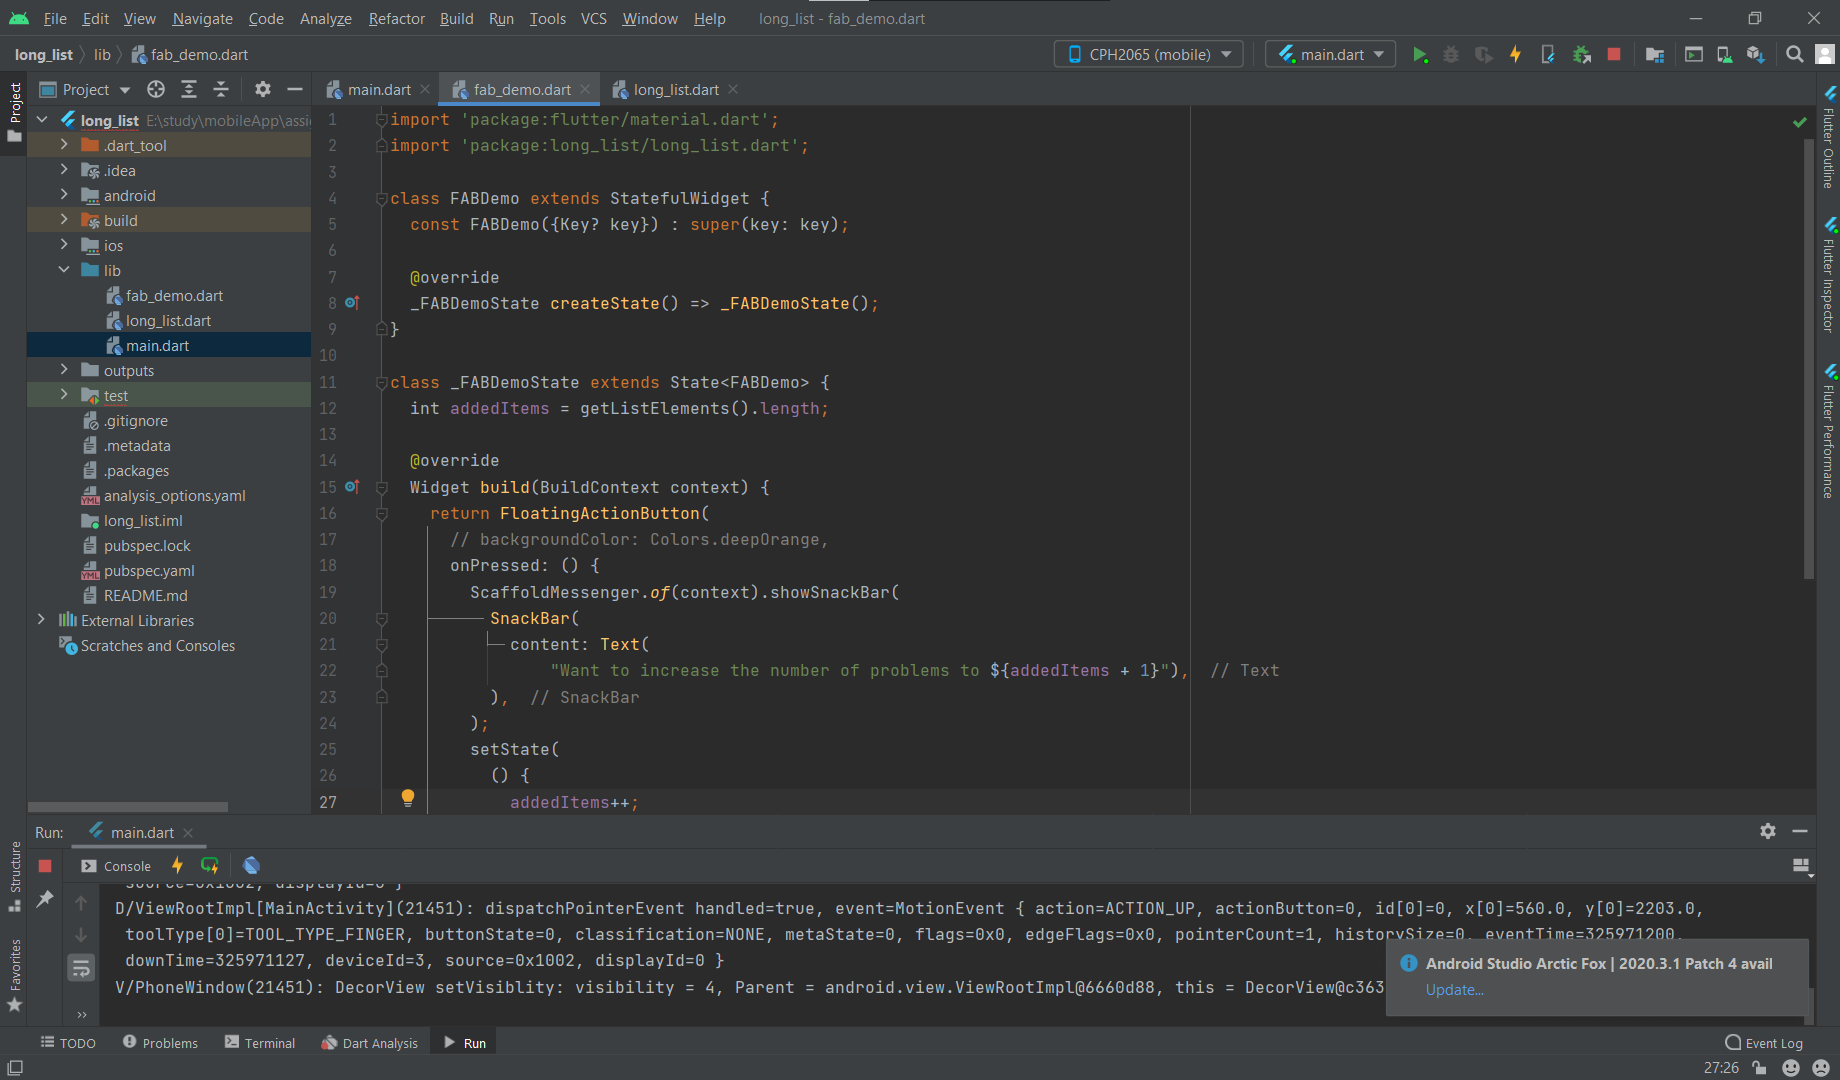 File Edit View Navigate Code Analyze Refactor Build Run Tools VCS Window Help long_list - fab_demo.dart
long_list lib fab_demo.dart CPH2065 (mobile) main.dart
Project main.dart fab_demo.dart long_list.dart
Project
long_list E:\study\mobileApp\assi
.dart_tool
.idea
android
build
ios
lib
fab_demo.dart
long_list.dart
main.dart
outputs
test
.gitignore
.metadata
.packages
analysis_options.yaml
long_list.iml
pubspec.lock
pubspec.yaml
README.md
External Libraries
Scratches and Consoles
1 import 'package:flutter/material.dart';
2 import 'package:long_list/long_list.dart';
3
4 class FABDemo extends StatefulWidget {
5 const FABDemo({Key? key}) : super(key: key);
6
7 @override
8 _FABDemoState createState() => _FABDemoState();
9 }
10
11 class _FABDemoState extends State<FABDemo> {
12 int addedItems = getListElements().length;
13
14 @override
15 Widget build(BuildContext context) {
16 return FloatingActionButton(
17 // backgroundColor: Colors.deepOrange,
18 onPressed: () {
19 ScaffoldMessenger.of(context).showSnackBar(
20 SnackBar(
21 content: Text(
22 "Want to increase the number of problems to ${addedItems + 1}"), // Text
23 ), // SnackBar
24 );
25 setState(
26 () {
27 addedItems++;
Flutter Outline
Flutter Inspector
Flutter Performance
Structure
Favorites
Run: main.dart
Console
source=0x1002, displayId=0 }
D/ViewRootImpl[MainActivity](21451): dispatchPointerEvent handled=true, event=MotionEvent { action=ACTION_UP, actionButton=0, id[0]=0, x[0]=560.0, y[0]=2203.0,
toolType[0]=TOOL_TYPE_FINGER, buttonState=0, classification=NONE, metaState=0, flags=0x0, edgeFlags=0x0, pointerCount=1, historySize=0, eventTime=325971200,
downTime=325971127, deviceId=3, source=0x1002, displayId=0 }
V/PhoneWindow(21451): DecorView setVisiblity: visibility = 4, Parent = android.view.ViewRootImpl@6660d88, this = DecorView@c363
Android Studio Arctic Fox | 2020.3.1 Patch 4 avail
Update...
TODO Problems Terminal Dart Analysis Run Event Log
27:26